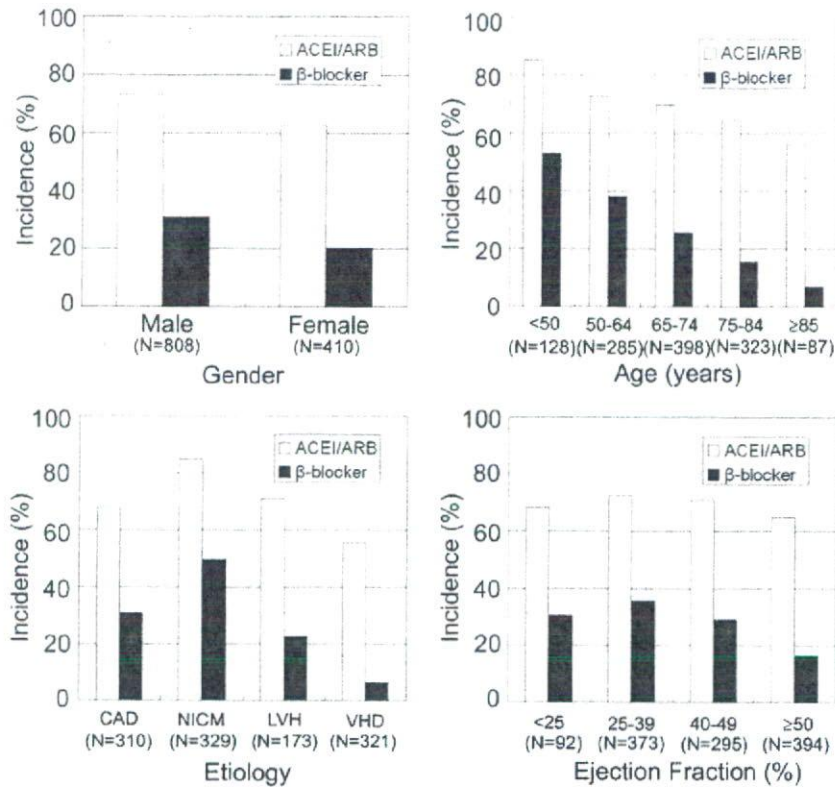 100
80
60
40
20
0
Incidence (%)
ACEI/ARB
β-blocker
Male Female
(N=808) (N=410)
Gender
80
60
40
20
0
Incidence (%)
ACEI/ARB
β-blocker
<50 50-64 65-74 75-84 ≥85
(N=128)(N=285)(N=398)(N=323)(N=87)
Age (years)
100
80
60
40
20
0
Incidence (%)
ACEI/ARB
β-blocker
CAD NICM LVH VHD
(N=310) (N=329) (N=173) (N=321)
Etiology
100
80
60
40
20
0
Incidence (%)
ACEI/ARB
β-blocker
<25 25-39 40-49 ≥50
(N=92) (N=373) (N=295) (N=394)
Ejection Fraction (%)